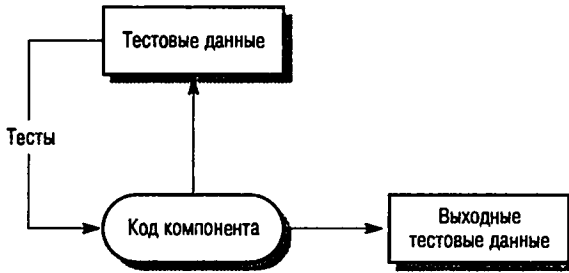 Тестовые данные
Тесты
Код компонента
Выходные
тестовые данные